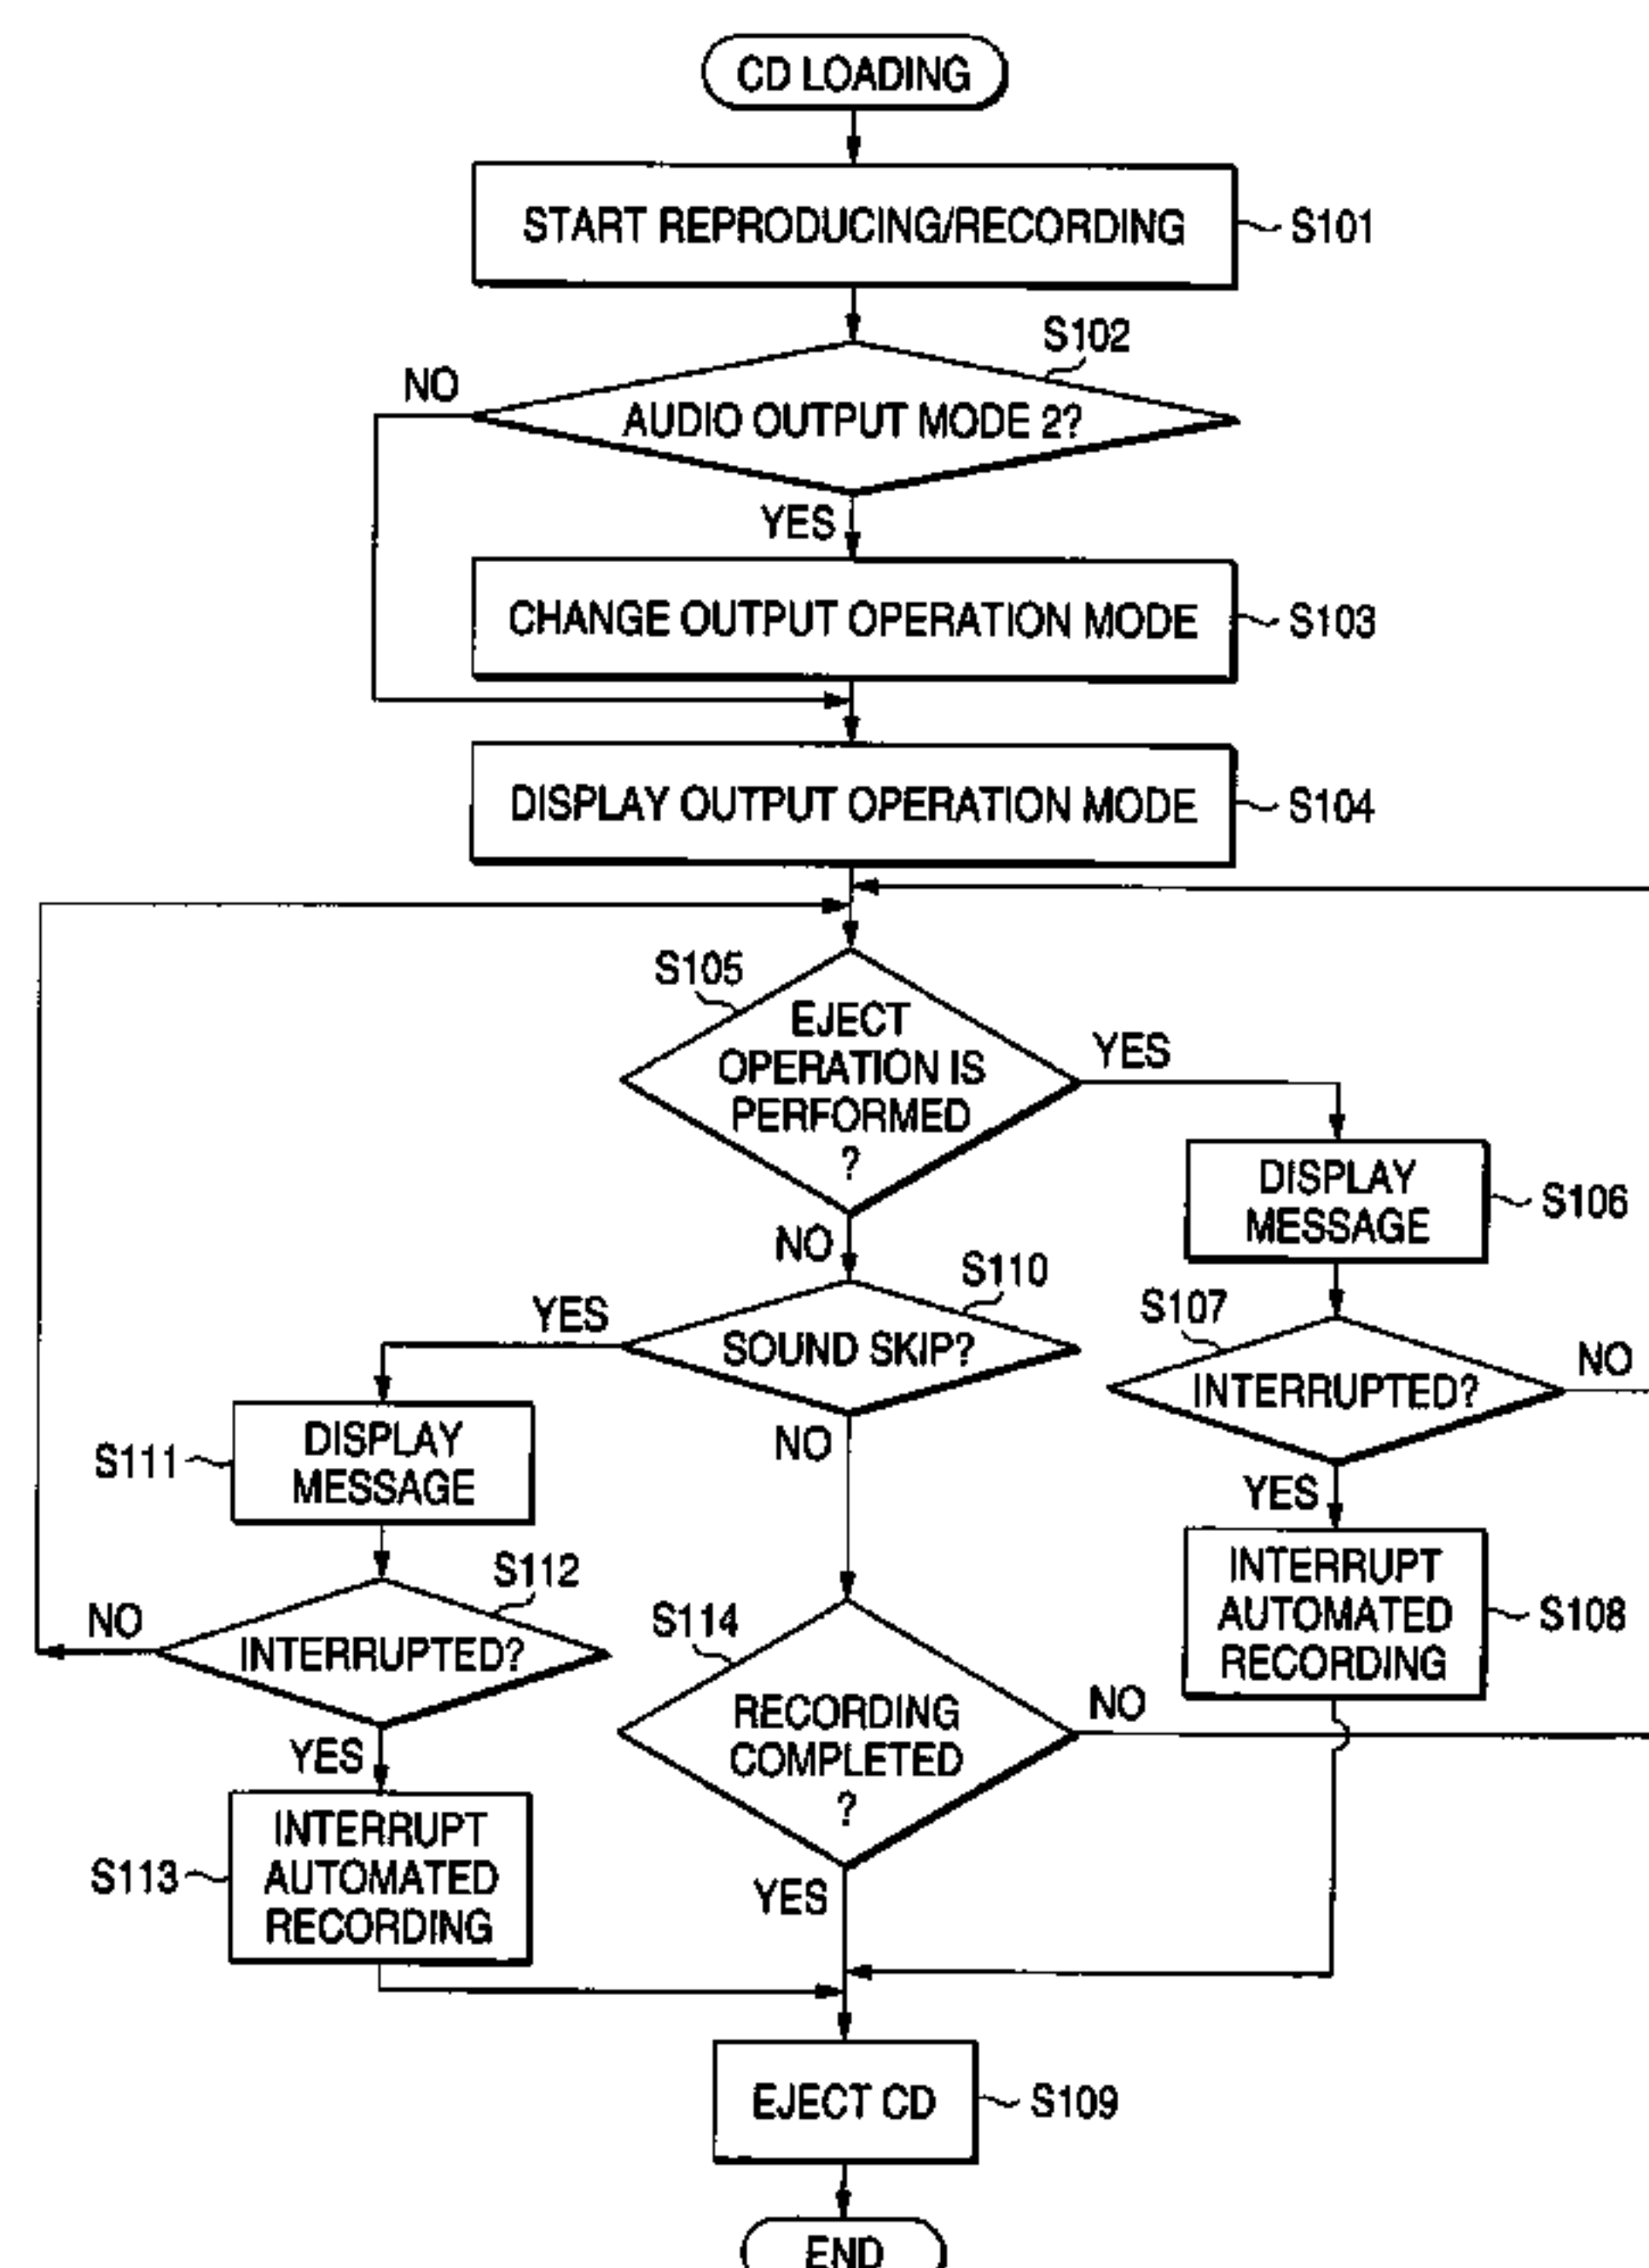 CD LOADING
START REPRODUCING/RECORDING
S101
S102
NO
AUDIO OUTPUT MODE 2?
YES
CHANGE OUTPUT OPERATION MODE
S103
DISPLAY OUTPUT OPERATION MODE
S104
S105
EJECT
OPERATION IS
PERFORMED
?
YES
DISPLAY
MESSAGE
S106
NO
S110
S107
YES
SOUND SKIP?
NO
INTERRUPTED?
NO
S111
DISPLAY
MESSAGE
YES
S112
INTERRUPT
AUTOMATED
RECORDING
S108
NO
INTERRUPTED?
S114
RECORDING
COMPLETED
?
NO
YES
S113
INTERRUPT
AUTOMATED
RECORDING
YES
EJECT CD
S109
END